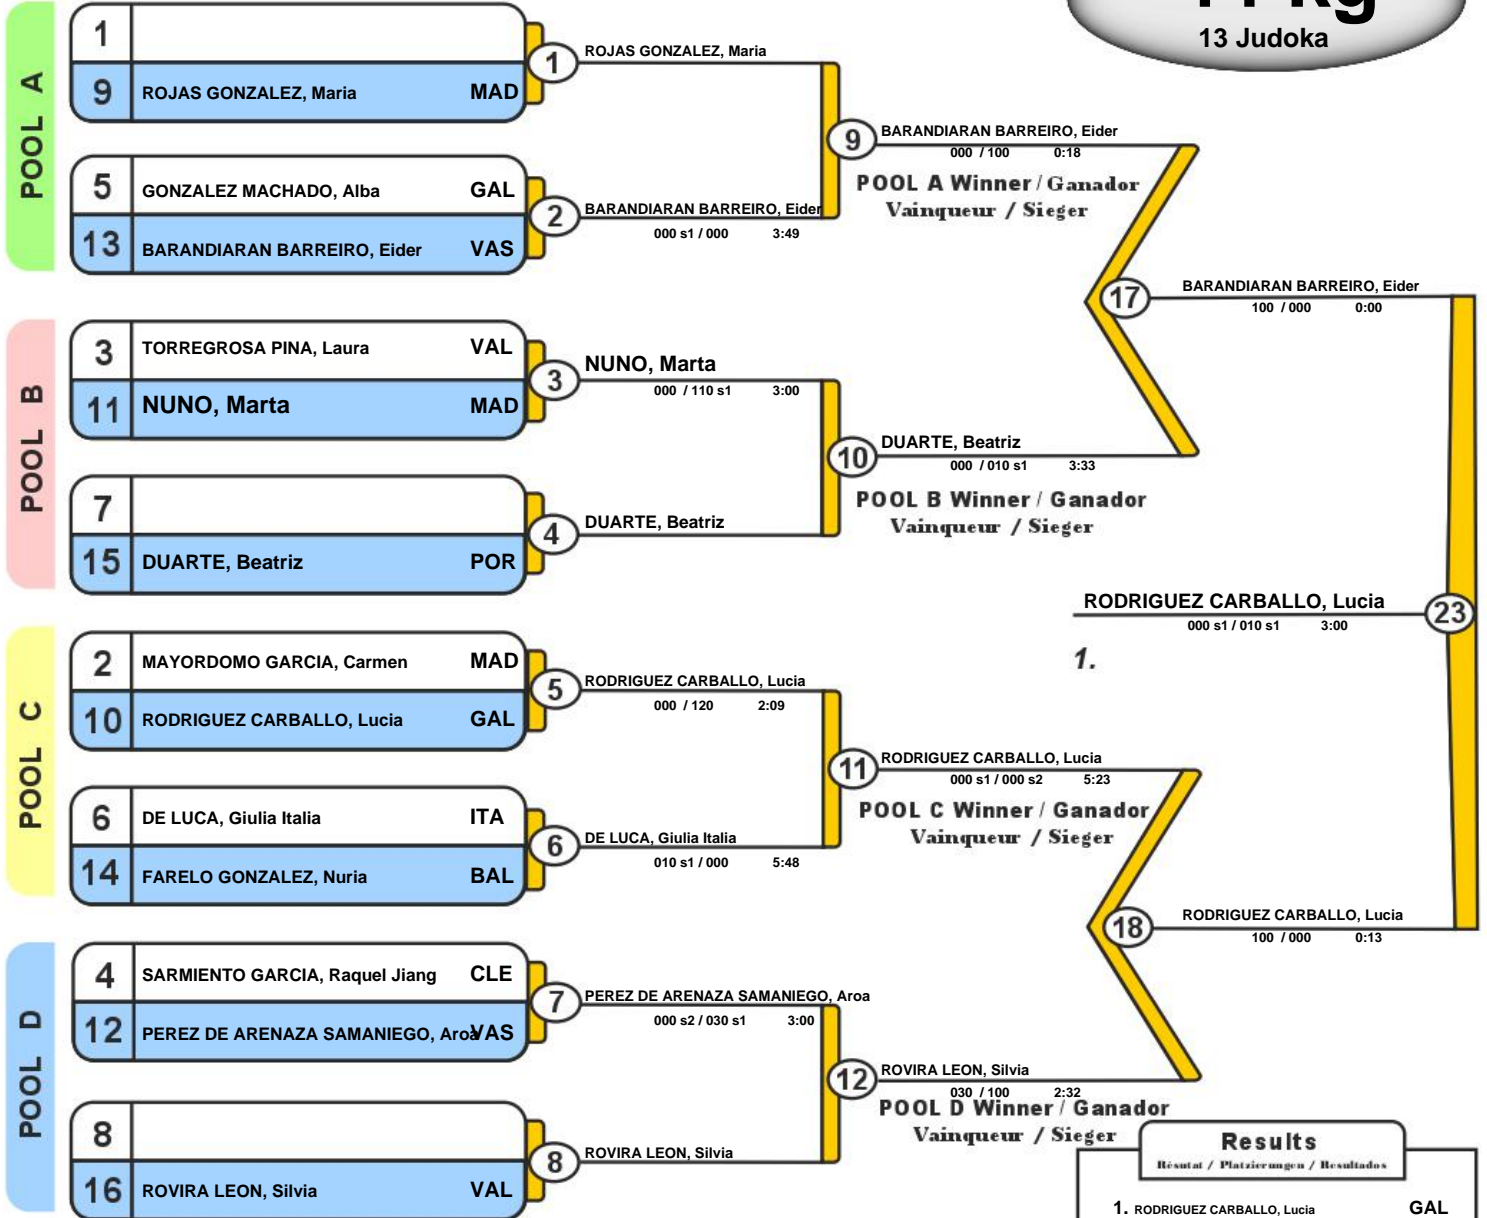 13 Judoka
POOL A
1
9 ROJAS GONZALEZ, Maria MAD
1
ROJAS GONZALEZ, Maria
5 GONZALEZ MACHADO, Alba GAL
13 BARANDIARAN BARREIRO, Eider VAS
2
BARANDIARAN BARREIRO, Eider
000 s1 / 000 3:49
9
BARANDIARAN BARREIRO, Eider
000 / 100 0:18
POOL A Winner / Ganador
Vainqueur / Sieger
POOL B
3 TORREGROSA PINA, Laura VAL
11 NUNO, Marta MAD
3
NUNO, Marta
000 / 110 s1 3:00
7
15 DUARTE, Beatriz POR
4
DUARTE, Beatriz
10
DUARTE, Beatriz
000 / 010 s1 3:33
POOL B Winner / Ganador
Vainqueur / Sieger
17
BARANDIARAN BARREIRO, Eider
100 / 000 0:00
RODRIGUEZ CARBALLO, Lucia
23
000 s1 / 010 s1 3:00
1.
POOL C
2 MAYORDOMO GARCIA, Carmen MAD
10 RODRIGUEZ CARBALLO, Lucia GAL
5
RODRIGUEZ CARBALLO, Lucia
000 / 120 2:09
6 DE LUCA, Giulia Italia ITA
14 FARELO GONZALEZ, Nuria BAL
6
DE LUCA, Giulia Italia
010 s1 / 000 5:48
11
RODRIGUEZ CARBALLO, Lucia
000 s1 / 000 s2 5:23
POOL C Winner / Ganador
Vainqueur / Sieger
POOL D
4 SARMIENTO GARCIA, Raquel Jiang CLE
12 PEREZ DE ARENAZA SAMANIEGO, Aroa VAS
7
PEREZ DE ARENAZA SAMANIEGO, Aroa
000 s2 / 030 s1 3:00
8
16 ROVIRA LEON, Silvia VAL
8
ROVIRA LEON, Silvia
12
ROVIRA LEON, Silvia
030 / 100 2:32
POOL D Winner / Ganador
Vainqueur / Sieger
18
RODRIGUEZ CARBALLO, Lucia
100 / 000 0:13
Results
Résutat / Platzierungen / Resultados
1. RODRIGUEZ CARBALLO, Lucia GAL